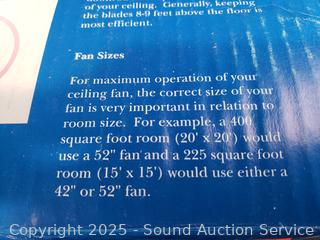 of your ceiling. Generally, keeping
the blades 8-9 feet above the floor is
most efficient.
Fan Sizes
For maximum operation of your
ceiling fan, the correct size of your
fan is very important in relation to
room size. For example, a 400
square foot room (20' x 20') would
use a 52" fan and a 225 square foot
room (15' x 15') would use either a
42" or 52" fan.
Copyright 2025 - Sound Auction Service